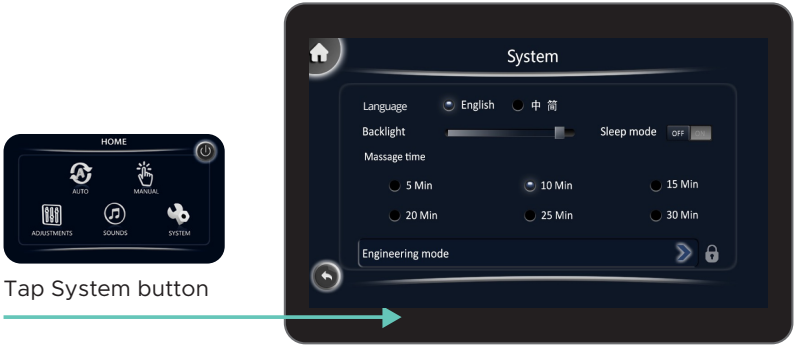 HOME
AUTO
MANUAL
ADJUSTMENTS
SOUNDS
SYSTEM
Tap System button
System
Language
English
中 简
Backlight
Sleep mode
OFF
ON
Massage time
5 Min
10 Min
15 Min
20 Min
25 Min
30 Min
Engineering mode